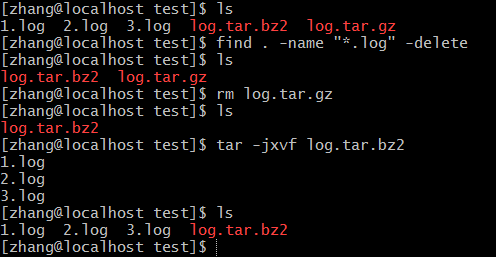 [zhang@localhost test]$ ls
1.log  2.log  3.log  log.tar.bz2  log.tar.gz
[zhang@localhost test]$ find . -name "*.log" -delete
[zhang@localhost test]$ ls
log.tar.bz2  log.tar.gz
[zhang@localhost test]$ rm log.tar.gz
[zhang@localhost test]$ ls
log.tar.bz2
[zhang@localhost test]$ tar -jxvf log.tar.bz2
1.log
2.log
3.log
[zhang@localhost test]$ ls
1.log  2.log  3.log  log.tar.bz2
[zhang@localhost test]$